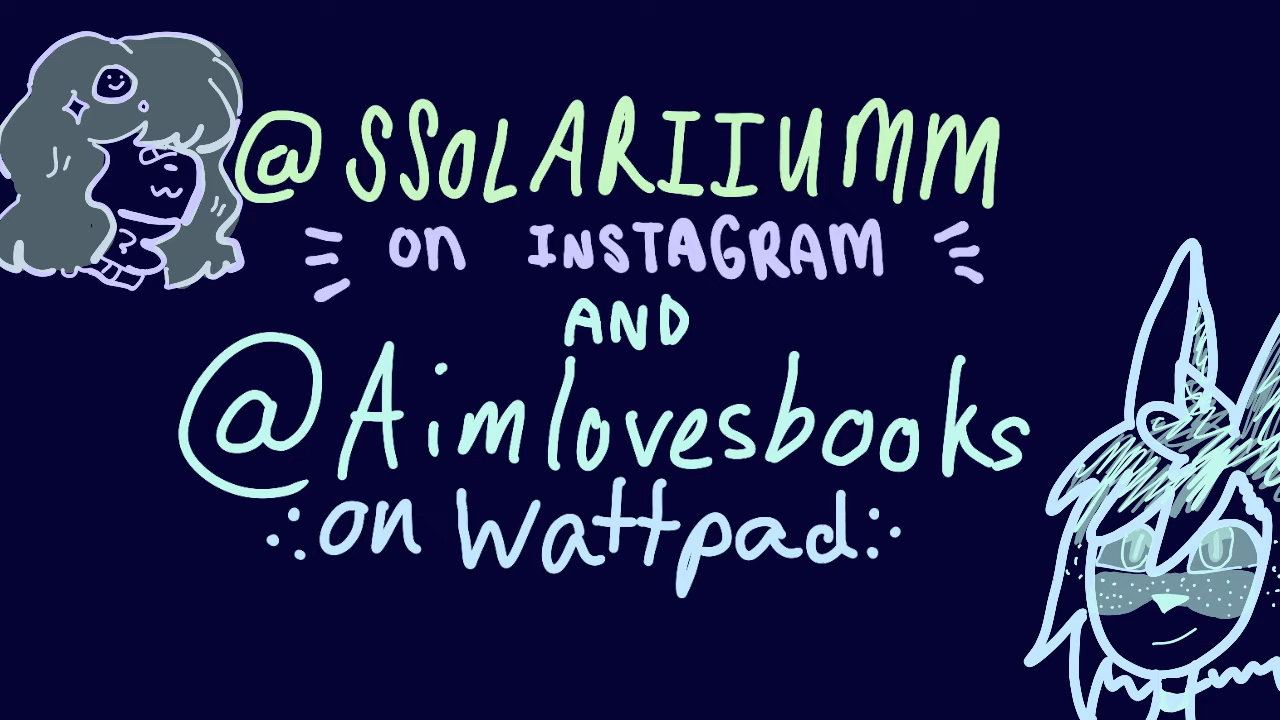 @SSOLARIIUMM
on INSTAGRAM
AND
@Aimlovesbooks
on Wattpad